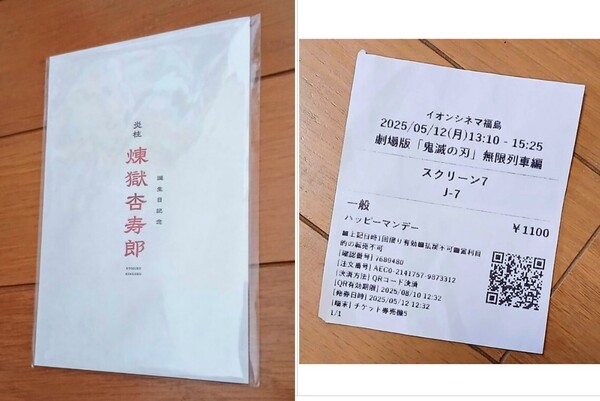 炎柱
煉獄杏寿郎
誕生日記念
イオンシネマ福島
2025/05/12(月)13:10 - 15:25
劇場版「鬼滅の刃」無限列車編
スクリーン7
J-7
一般
ハッピーマンデー
￥1100
■上記日時1回限り有効■払戻不可■営利目
的の転売不可
[確認番号] 7689480
[注文番号] AEC0-2141757-9873312
[決済方法] QRコード決済
[QR有効期限] 2025/08/10 12:32
[発券日時] 2025/05/12 12:32
[端末] チケット券売機5
1/1